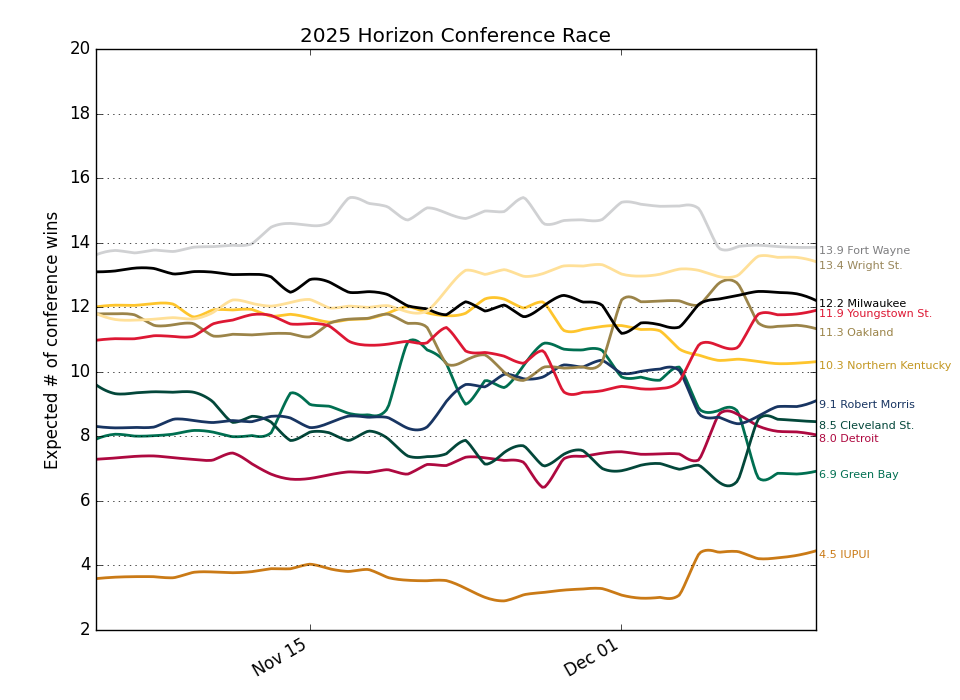 2025 Horizon Conference Race
Expected # of conference wins
20
18
16
14
12
10
8
6
4
2
Nov 15
Dec 01
13.9 Fort Wayne
13.4 Wright St.
12.2 Milwaukee
11.9 Youngstown St.
11.3 Oakland
10.3 Northern Kentucky
9.1 Robert Morris
8.5 Cleveland St.
8.0 Detroit
6.9 Green Bay
4.5 IUPUI